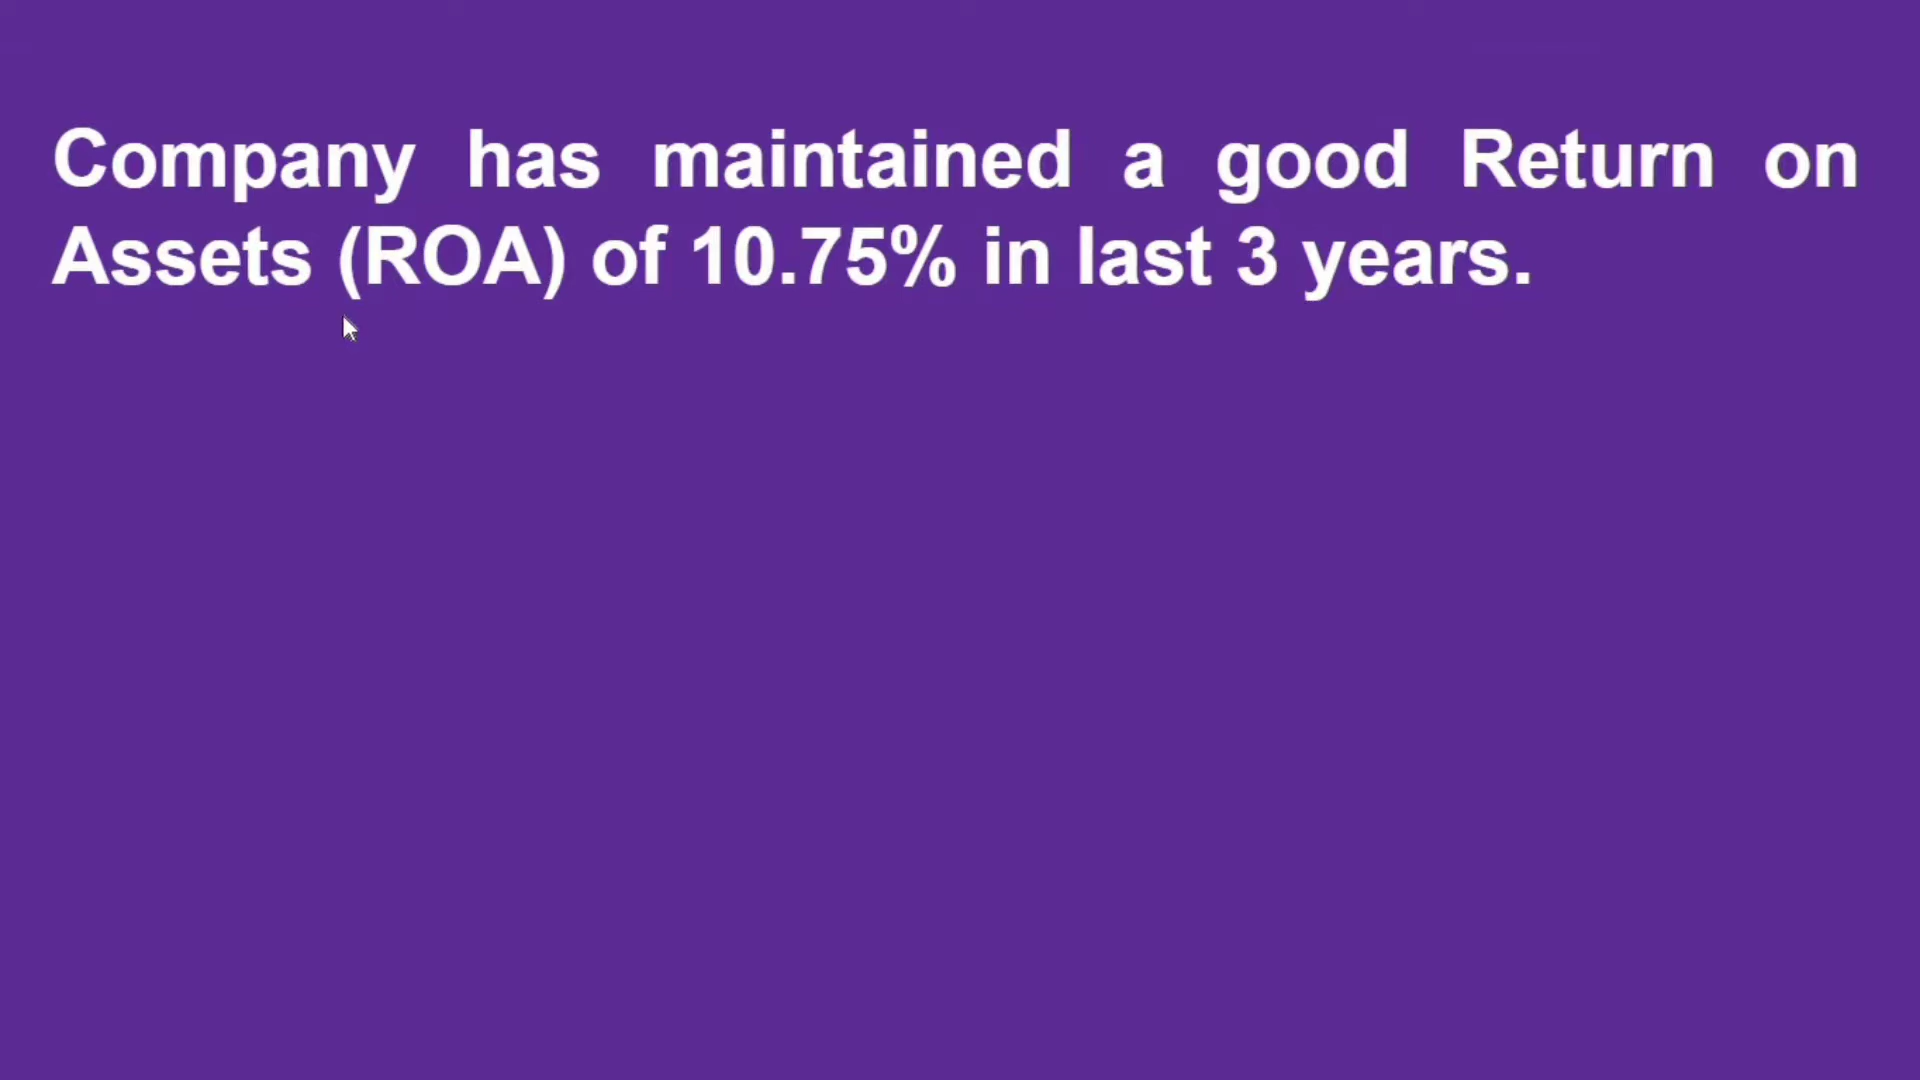 Company has maintained a good Return on
Assets (ROA) of 10.75% in last 3 years.